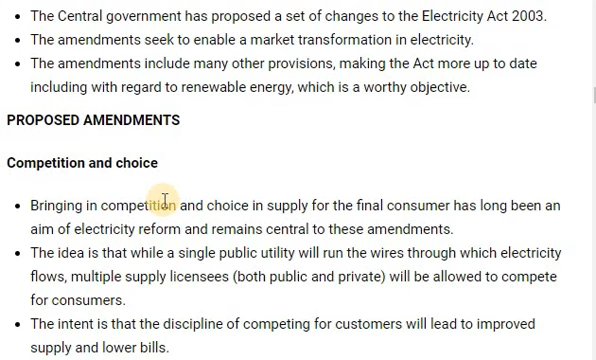 • The Central government has proposed a set of changes to the Electricity Act 2003.
• The amendments seek to enable a market transformation in electricity.
• The amendments include many other provisions, making the Act more up to date
including with regard to renewable energy, which is a worthy objective.
PROPOSED AMENDMENTS
Competition and choice
• Bringing in competition and choice in supply for the final consumer has long been an
aim of electricity reform and remains central to these amendments.
• The idea is that while a single public utility will run the wires through which electricity
flows, multiple supply licensees (both public and private) will be allowed to compete
for consumers.
• The intent is that the discipline of competing for customers will lead to improved
supply and lower bills.